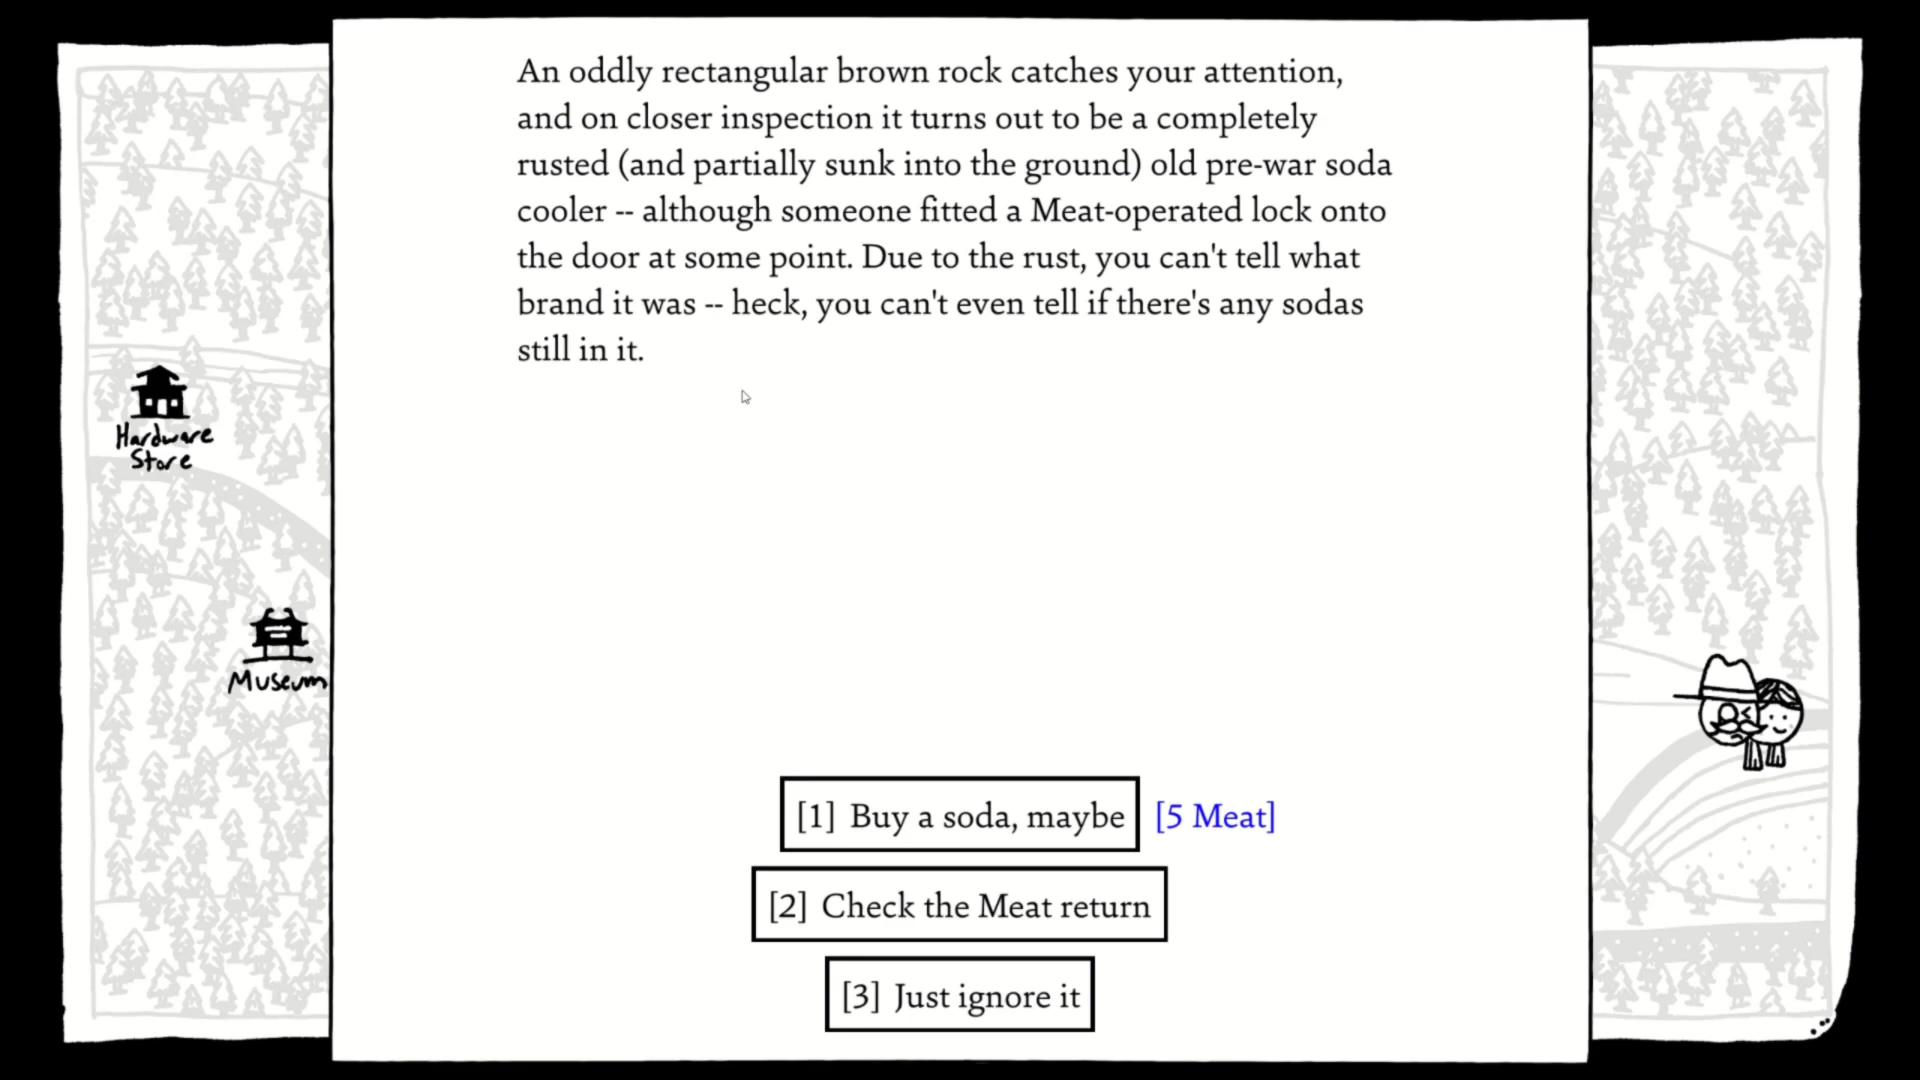 An oddly rectangular brown rock catches your attention,
and on closer inspection it turns out to be a completely
rusted (and partially sunk into the ground) old pre-war soda
cooler -- although someone fitted a Meat-operated lock onto
the door at some point. Due to the rust, you can't tell what
brand it was -- heck, you can't even tell if there's any sodas
still in it.
Hardware
Store
Museum
[1] Buy a soda, maybe [5 Meat]
[2] Check the Meat return
[3] Just ignore it